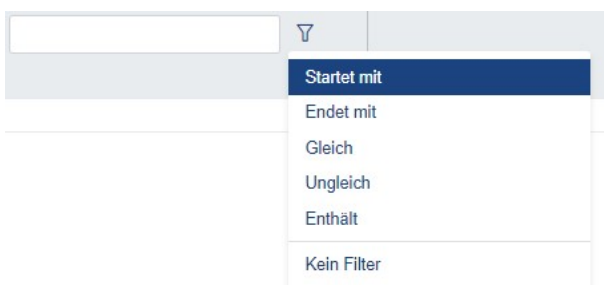 Startet mit
Endet mit
Gleich
Ungleich
Enthält
Kein Filter